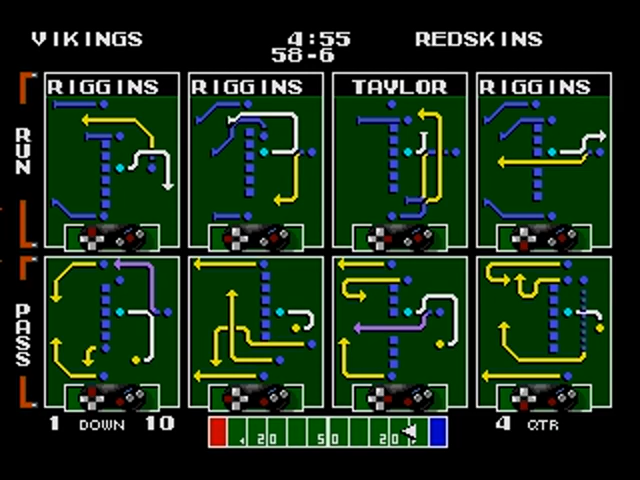 VIKINGS 4:55 REDSKINS
58-6
RIGGINS RIGGINS TAYLOR RIGGINS
RUN
PASS
1 DOWN 10 4 QTR
20 50 20